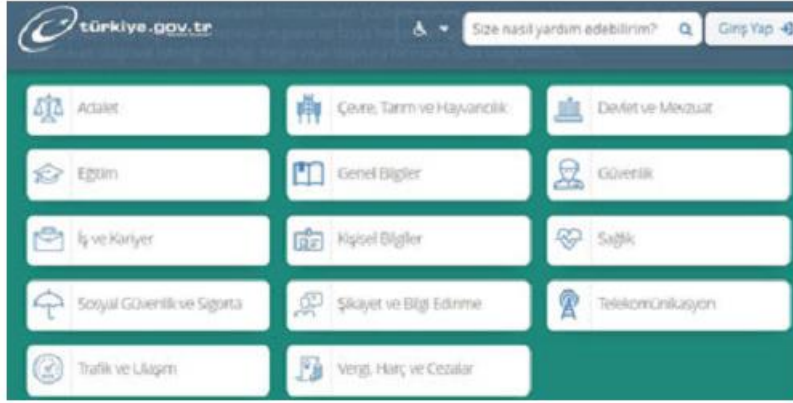 türkiye.gov.tr
Size nasıl yardım edebilirim?
Giriş Yap
Adalet
Çevre, Tarım ve Hayvancılık
Devlet ve Mevzuat
Eğitim
Genel Bilgiler
Güvenlik
İş ve Kariyer
Kişisel Bilgiler
Sağlık
Sosyal Güvenlik ve Sigorta
Şikayet ve Bilgi Edinme
Telekomünikasyon
Trafik ve Ulaşım
Vergi, Harç ve Cezalar